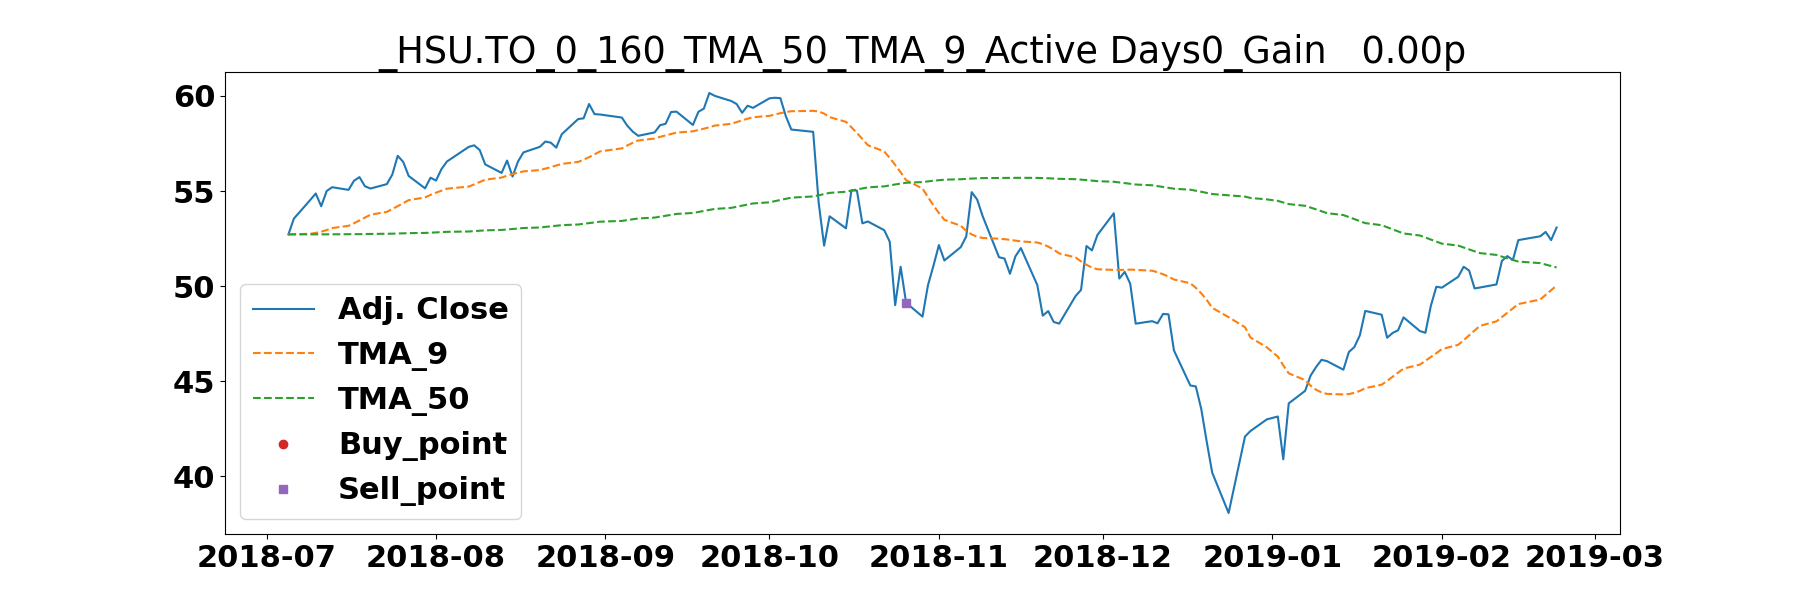 _HSU.TO_0_160_TMA_50_TMA_9_Active Days0_Gain   0.00p
60
55
50
45
40
Adj. Close
TMA_9
TMA_50
Buy_point
Sell_point
2018-07 2018-08 2018-09 2018-10 2018-11 2018-12 2019-01 2019-02 2019-03